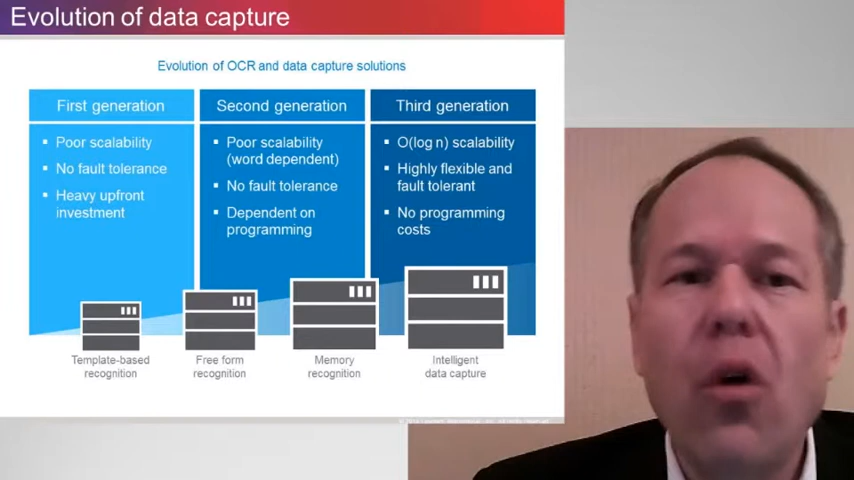 Evolution of data capture
Evolution of OCR and data capture solutions
First generation
▪ Poor scalability
▪ No fault tolerance
▪ Heavy upfront
investment
Second generation
▪ Poor scalability
(word dependent)
▪ No fault tolerance
▪ Dependent on
programming
Third generation
▪ O(log n) scalability
▪ Highly flexible and
fault tolerant
▪ No programming
costs
Template-based
recognition
Free form
recognition
Memory
recognition
Intelligent
data capture